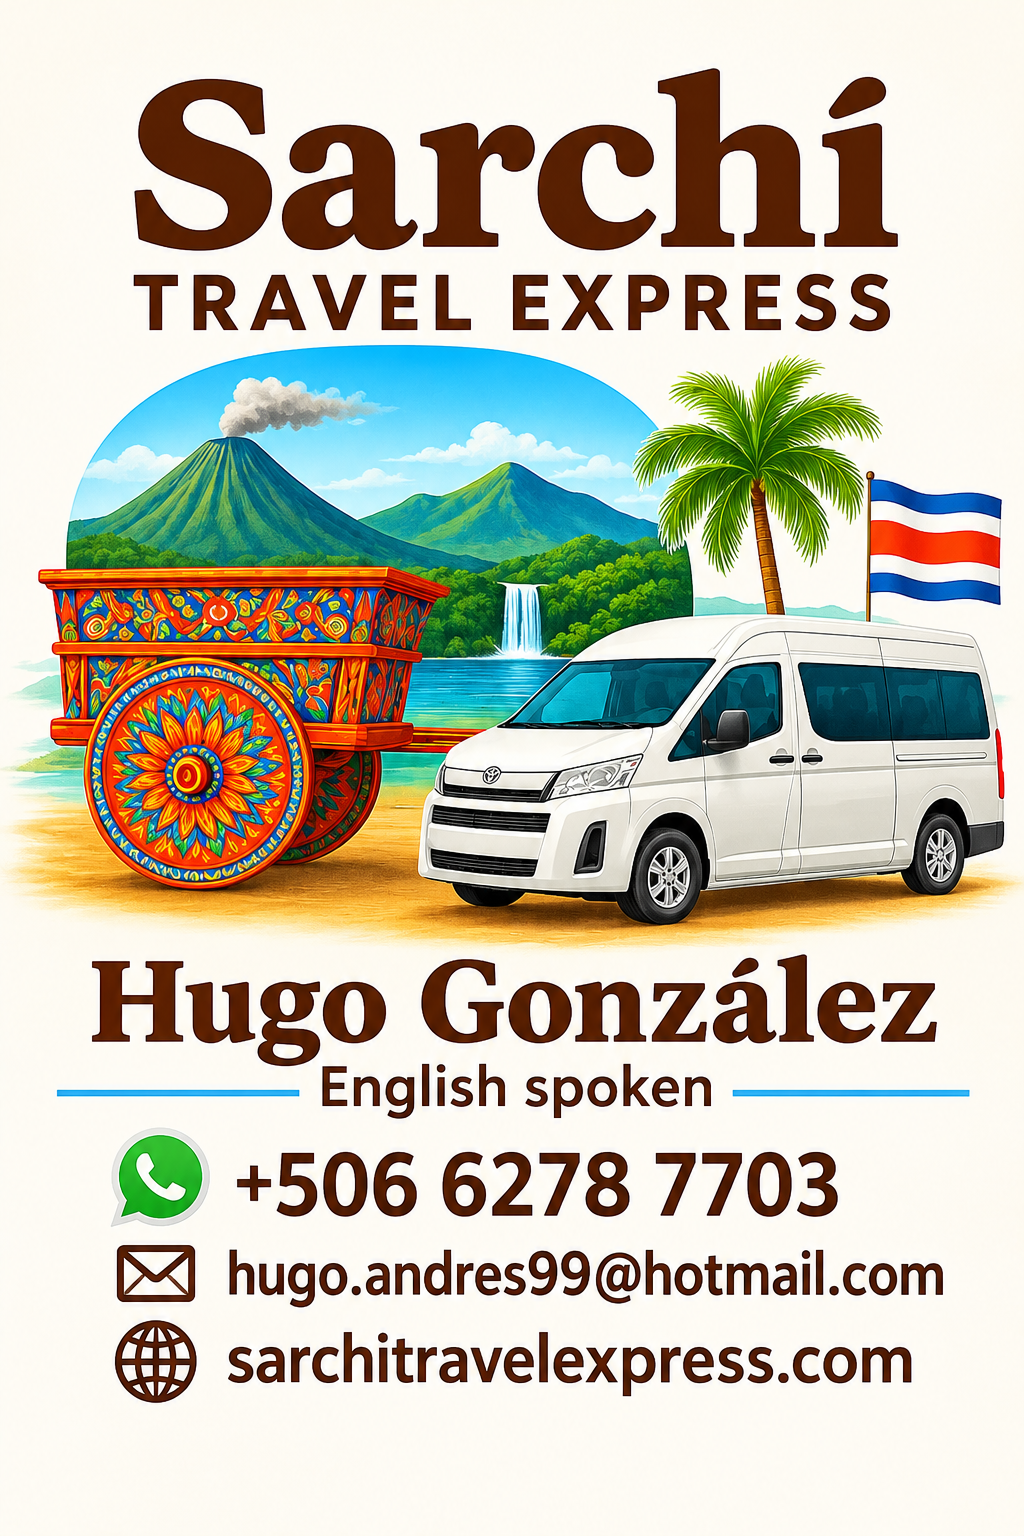 Sarchí
TRAVEL EXPRESS
Hugo González
English spoken
+506 6278 7703
hugo.andres99@hotmail.com
sarchitravelexpress.com